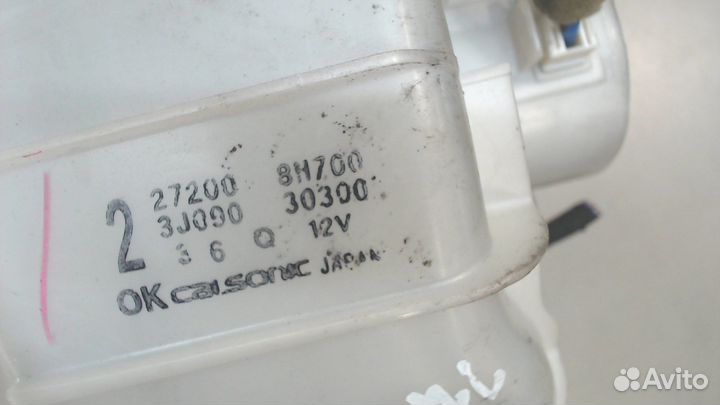 2
27200 8H700
3J090 30300
3 6 Q 12V
OK calsonic JAPAN
Avito